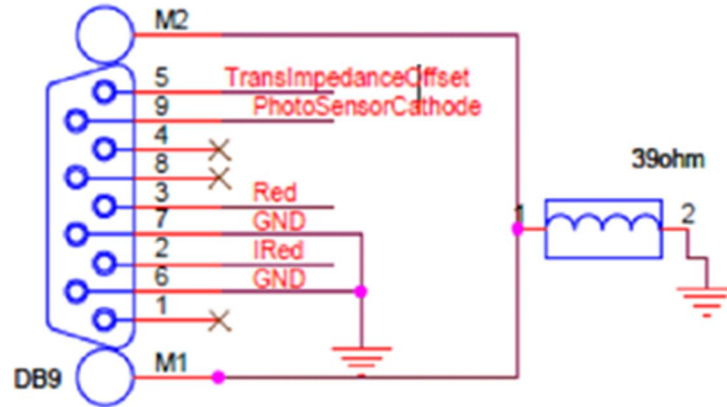 M2
5 TransImpedanceOffset
9 PhotoSensorCathode
4
8
39ohm
3 Red
7 GND
1 2
2 IRed
6 GND
1
M1
DB9